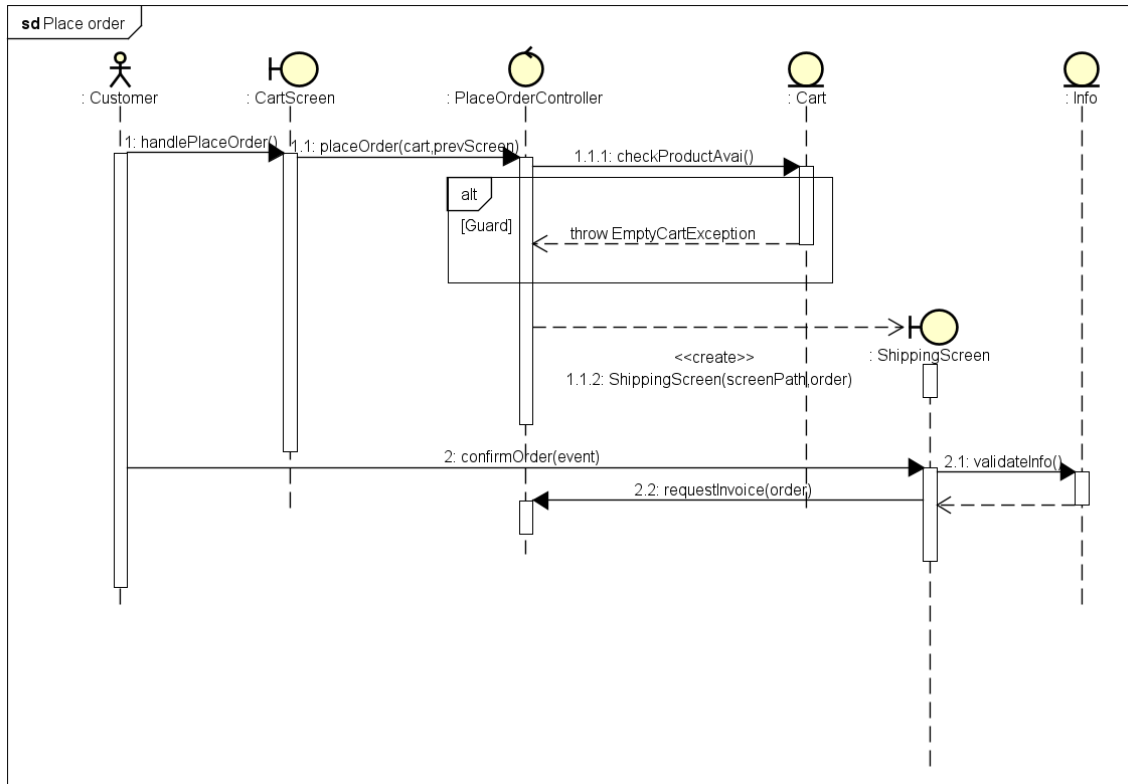 sd Place order
: Customer
: CartScreen
: PlaceOrderController
: Cart
: Info
1: handlePlaceOrder()
1.1: placeOrder(cart,prevScreen)
1.1.1: checkProductAvai()
alt
[Guard]
throw EmptyCartException
: ShippingScreen
<<create>>
1.1.2: ShippingScreen(screenPath,order)
2: confirmOrder(event)
2.1: validateInfo()
2.2: requestInvoice(order)